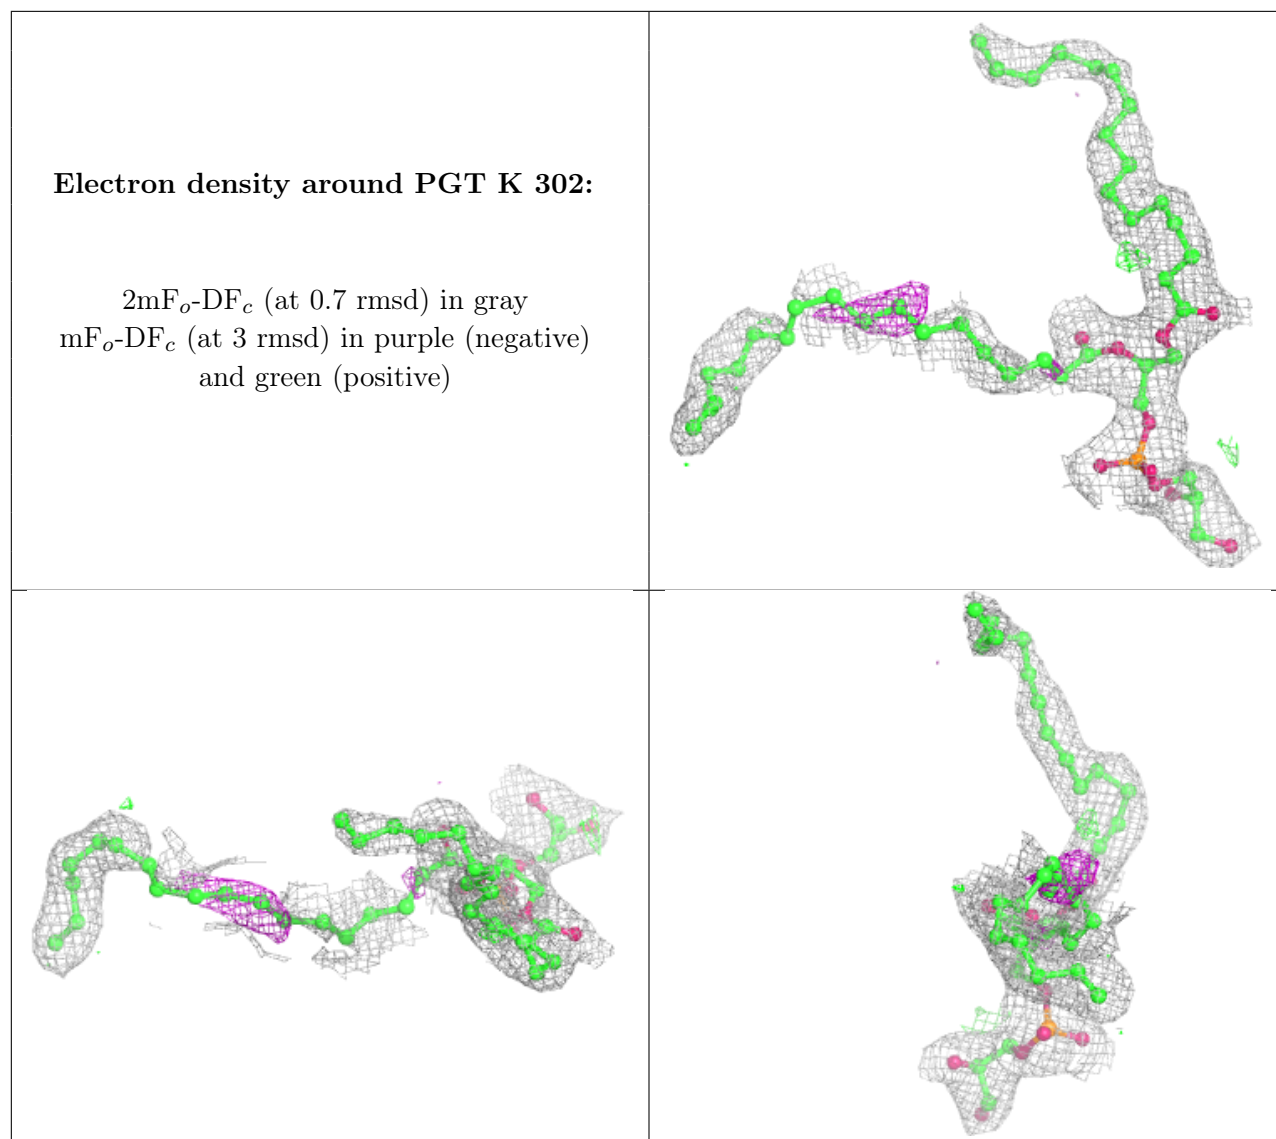 Electron density around PGT K 302:
2mFo-DFc (at 0.7 rmsd) in gray
mFo-DFc (at 3 rmsd) in purple (negative)
and green (positive)